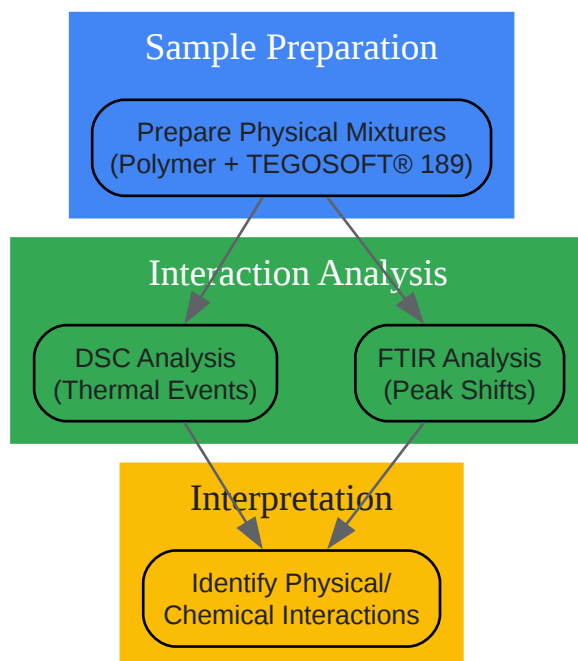 Sample Preparation
Prepare Physical Mixtures
(Polymer + TEGOSOFT® 189)
Interaction Analysis
DSC Analysis
(Thermal Events)
FTIR Analysis
(Peak Shifts)
Interpretation
Identify Physical/
Chemical Interactions